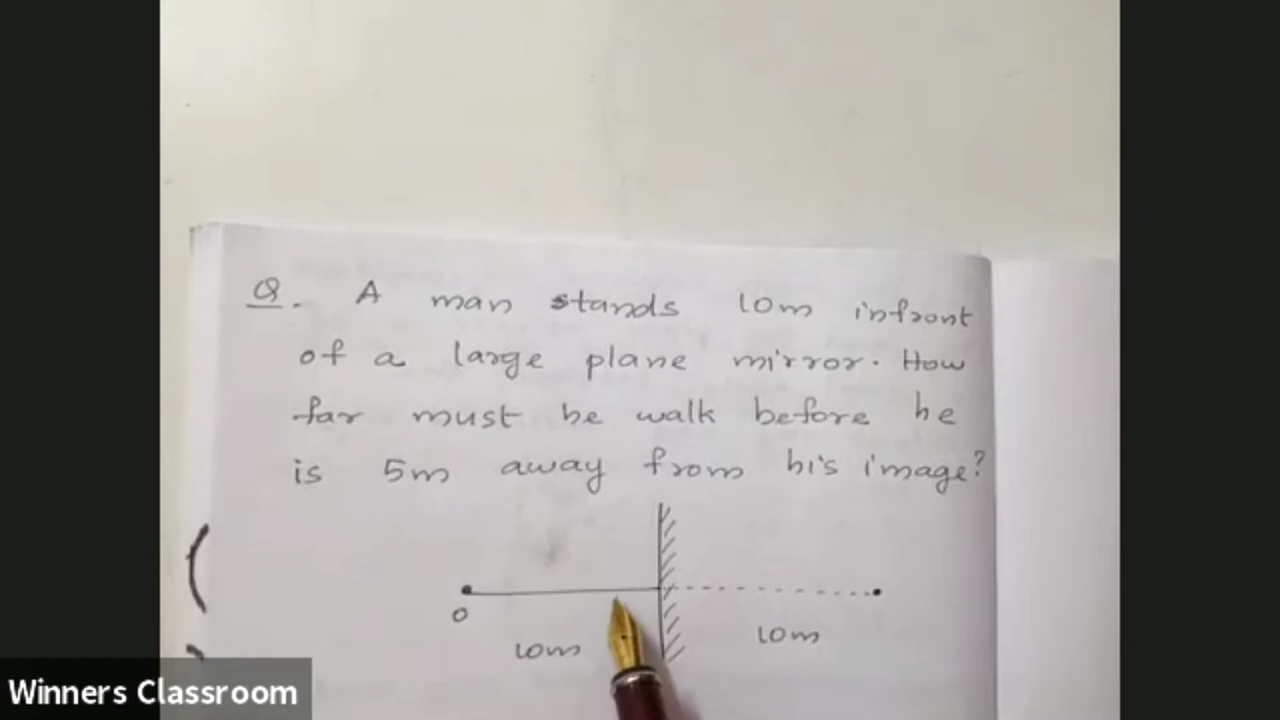 Q. A man stands 10m infront
of a large plane mirror. How
far must he walk before he
is 5m away from his image?
O
10m
10m
Winners Classroom